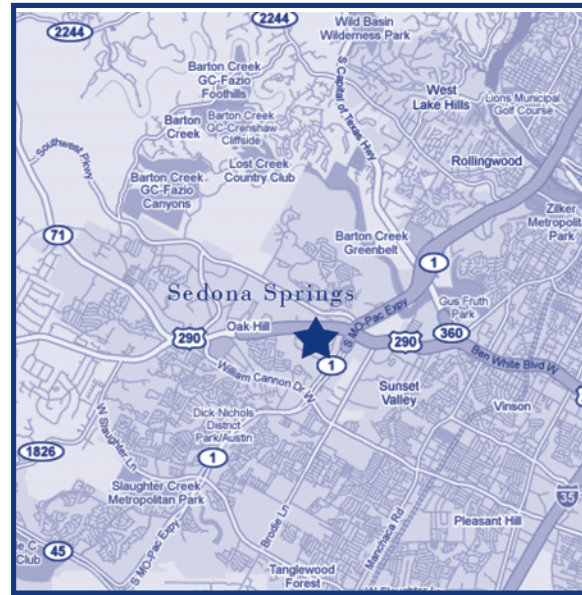 2244
2244
Wild Basin
Wilderness Park
Barton Creek
GC-Fazio
Foothills
S Capital of Texas Hwy
West
Lake Hills
Lions Municipal
Golf Course
Barton
Creek
Barton Creek
GC-Crenshaw
Cliffside
Southwest Pkwy
Lost Creek
Country Club
Rollingwood
Barton Creek
GC-Fazio
Canyons
Zilker
Metropolita
Park
71
Barton Creek
Greenbelt
1
Sedona Springs
Gus Fruth
Park
S MO-Pac Expy
290
Oak Hill
290
360
Ben White Blvd W
1
William Cannon Dr W
Sunset
Valley
Dick Nichols
District
Park/Austin
Vinson
W Slaughter Ln
1826
1
Slaughter Creek
Metropolitan Park
35
Brodie Ln
Manchaca Rd
Pleasant Hill
45
le C
Club
S MO-Pac Expy
Tanglewood
Forest
W Slaughter